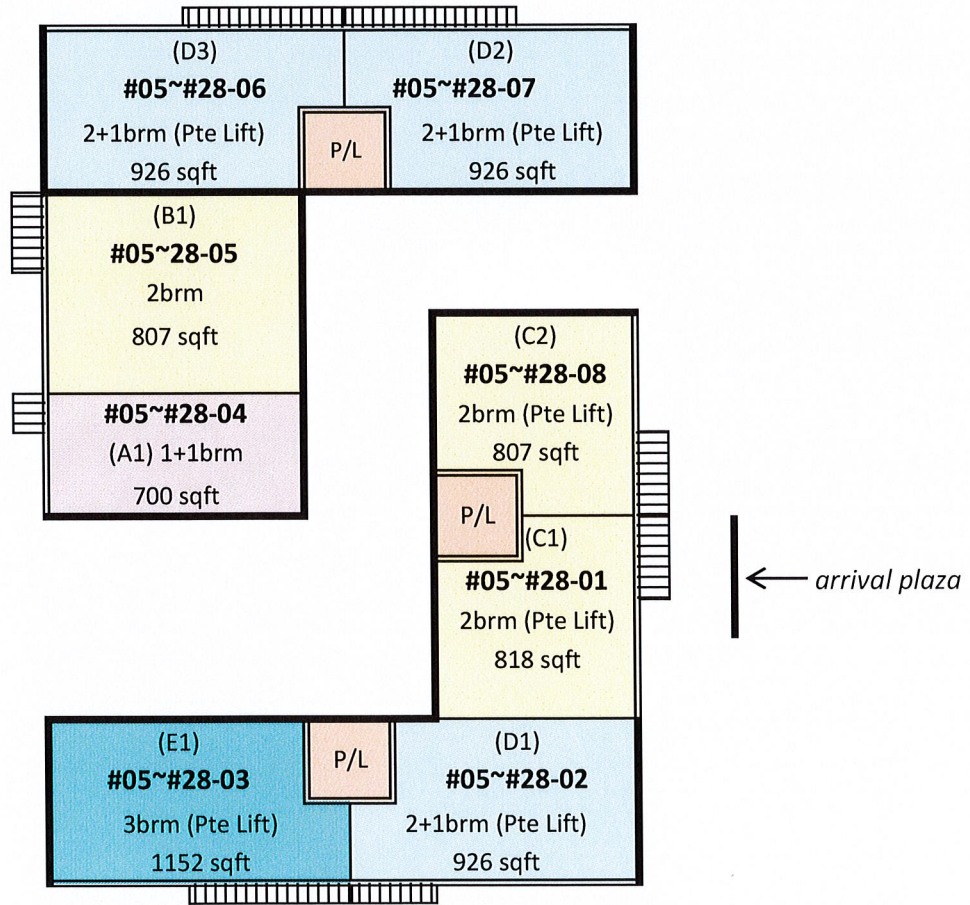 (D3)
#05~#28-06
2+1brm (Pte Lift)
926 sqft
P/L
(D2)
#05~#28-07
2+1brm (Pte Lift)
926 sqft
(B1)
#05~28-05
2brm
807 sqft
#05~#28-04
(A1) 1+1brm
700 sqft
(C2)
#05~#28-08
2brm (Pte Lift)
807 sqft
P/L
(C1)
#05~#28-01
2brm (Pte Lift)
818 sqft
arrival plaza
(E1)
#05~#28-03
3brm (Pte Lift)
1152 sqft
P/L
(D1)
#05~#28-02
2+1brm (Pte Lift)
926 sqft